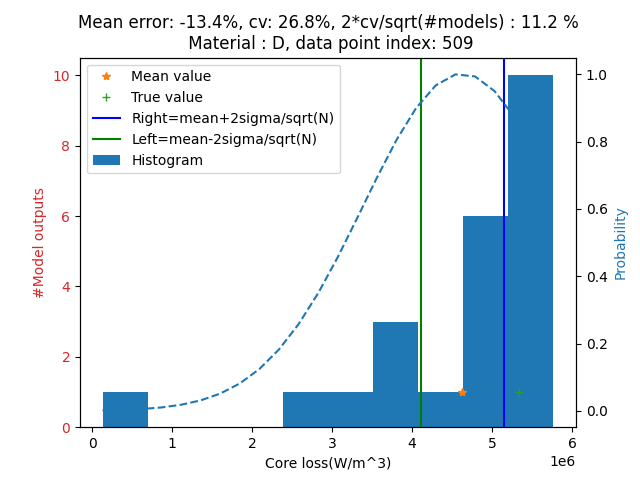 Mean error: -13.4%, cv: 26.8%, 2*cv/sqrt(#models) : 11.2 %
Material : D, data point index: 509
Mean value
True value
Right=mean+2sigma/sqrt(N)
Left=mean-2sigma/sqrt(N)
Histogram
#Model outputs
10
8
6
4
2
0
Probability
1.0
0.8
0.6
0.4
0.2
0.0
0 1 2 3 4 5 6
1e6
Core loss(W/m^3)